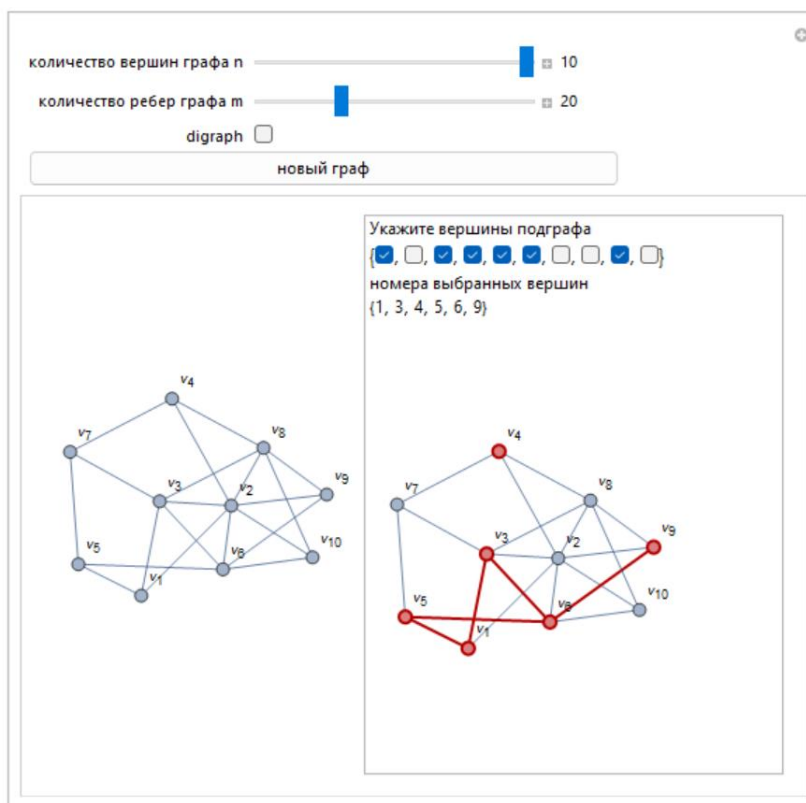 количество вершин графа n 10
количество ребер графа m 20
digraph
новый граф
Укажите вершины подграфа
{, , , , , , , , , }
номера выбранных вершин
{1, 3, 4, 5, 6, 9}
v4
v7
v8
v3
v2
v9
v5
v6
v10
v1
v4
v7
v8
v3
v2
v9
v5
v6
v10
v1